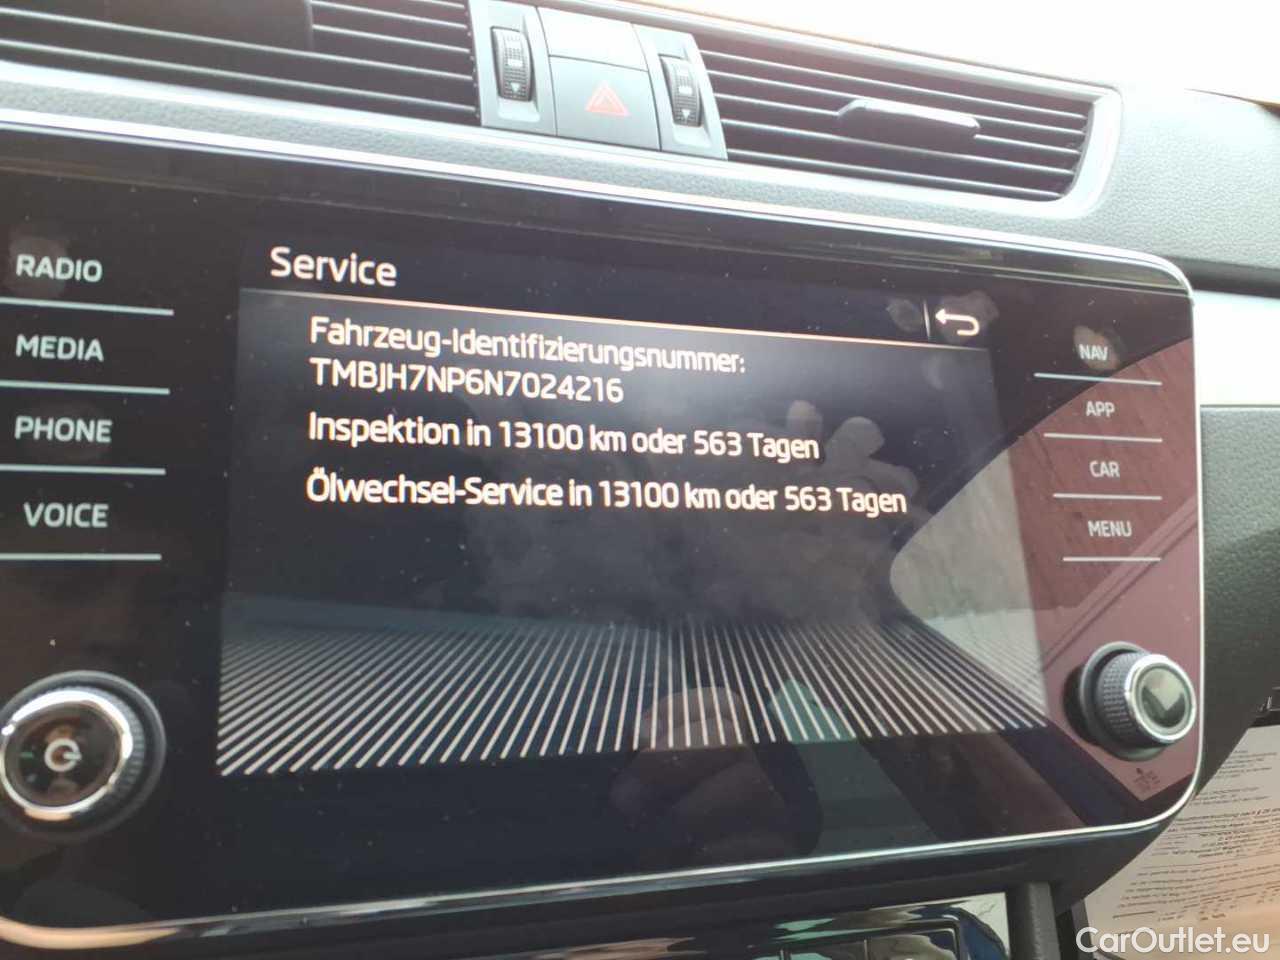 RADIO
MEDIA
PHONE
VOICE
Service
Fahrzeug-Identifizierungsnummer:
TMBJH7NP6N7024216
Inspektion in 13100 km oder 563 Tagen
Ölwechsel-Service in 13100 km oder 563 Tagen
NAV
APP
CAR
MENU
CarOutlet.eu